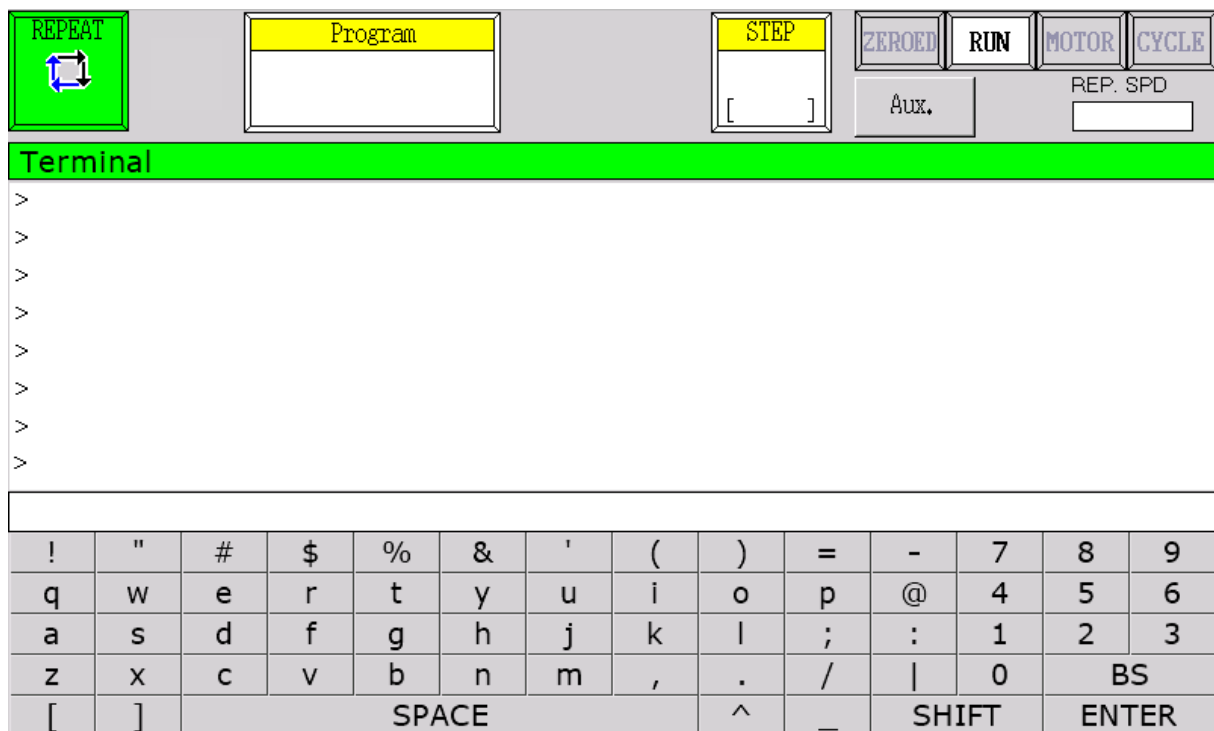 REPEAT
Program
STEP
[ ]
ZEROED RUN MOTOR CYCLE
Aux.
REP. SPD
Terminal
>
>
>
>
>
>
>
>
! " # $ % & ' ( ) = - 7 8 9
q w e r t y u i o p @ 4 5 6
a s d f g h j k l ; : 1 2 3
z x c v b n m , . / | 0 BS
[ ] SPACE ^ _ SHIFT ENTER